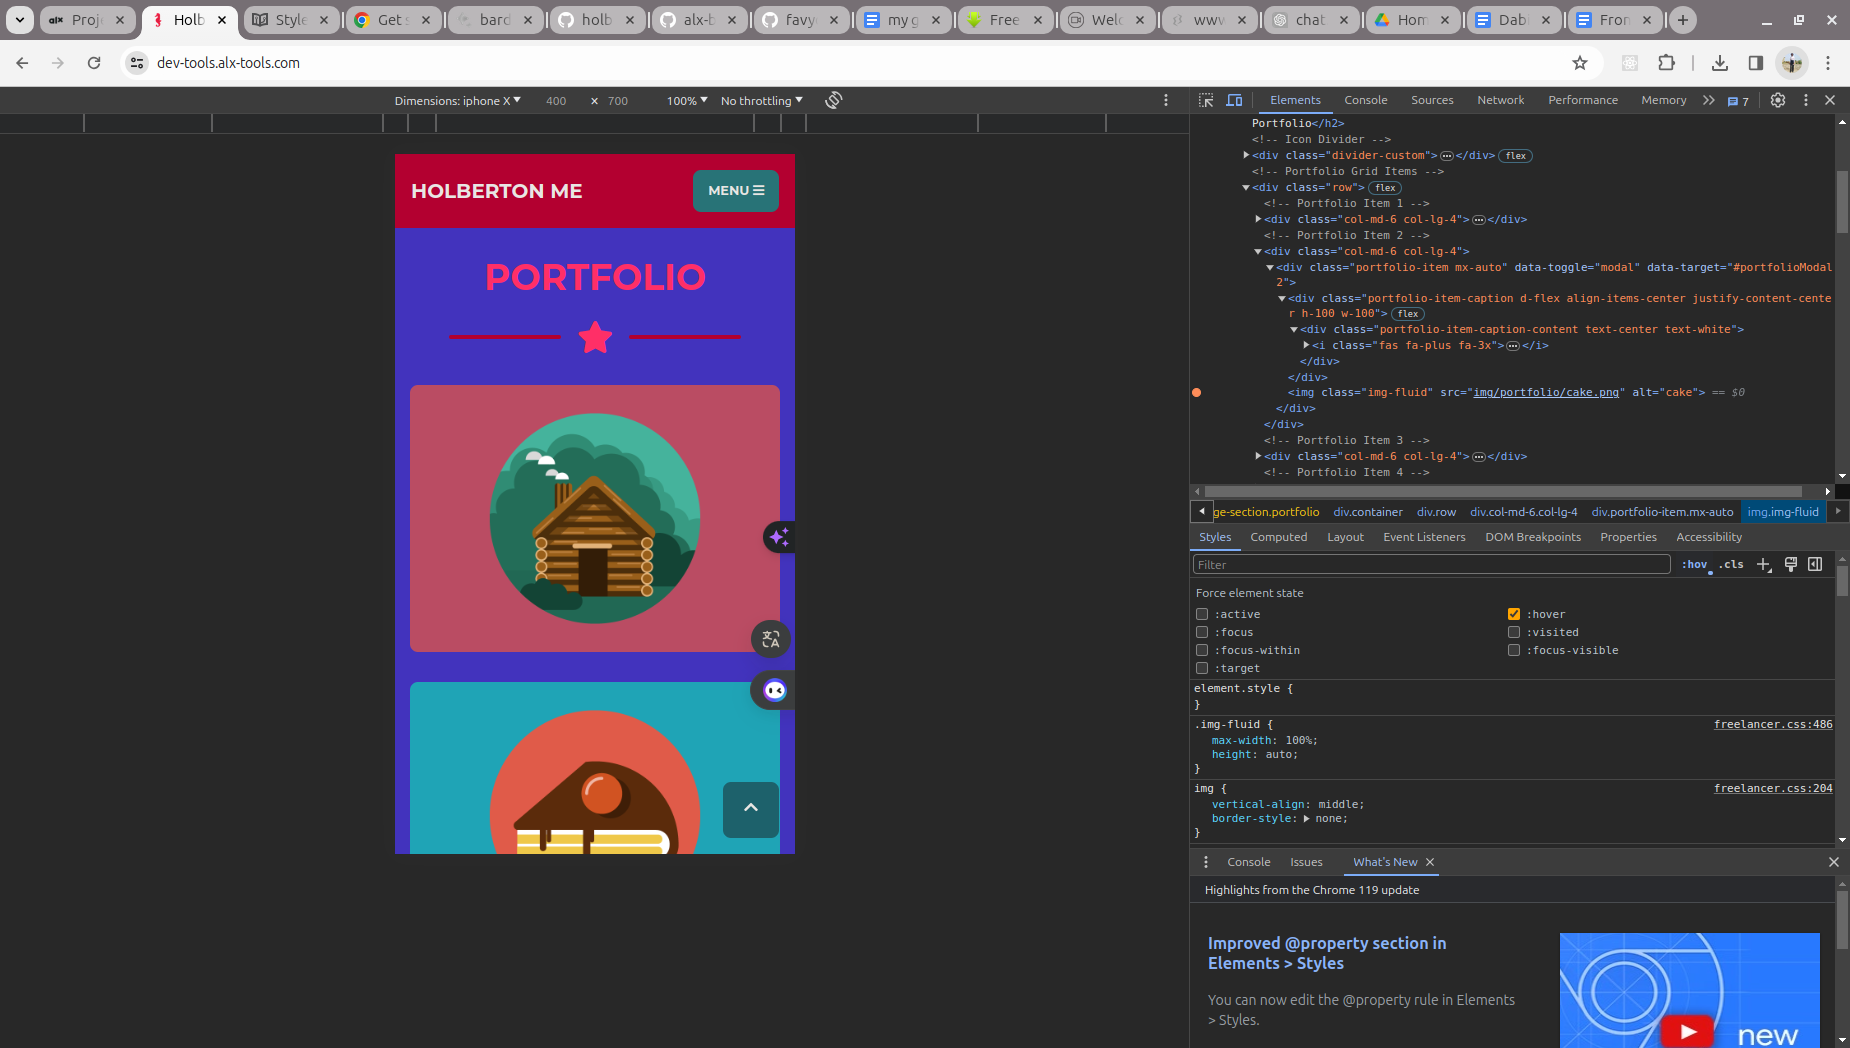 Proje
Holb
Style
Get s
bard
holb
alx-b
favy
my g
Free
Welc
www
chat
Hom
Dabi
Fron
dev-tools.alx-tools.com
Dimensions: iphone X
400 × 700
100%
No throttling
Elements
Console
Sources
Network
Performance
Memory
7
HOLBERTON ME
MENU
PORTFOLIO
Portfolio</h2>
<!-- Icon Divider -->
<div class="divider-custom">…</div> flex
<!-- Portfolio Grid Items -->
<div class="row"> flex
<!-- Portfolio Item 1 -->
<div class="col-md-6 col-lg-4">…</div>
<!-- Portfolio Item 2 -->
<div class="col-md-6 col-lg-4">
<div class="portfolio-item mx-auto" data-toggle="modal" data-target="#portfolioModal
2">
<div class="portfolio-item-caption d-flex align-items-center justify-content-cente
r h-100 w-100"> flex
<div class="portfolio-item-caption-content text-center text-white">
<i class="fas fa-plus fa-3x">…</i>
</div>
</div>
<img class="img-fluid" src="img/portfolio/cake.png" alt="cake"> == $0
</div>
</div>
<!-- Portfolio Item 3 -->
<div class="col-md-6 col-lg-4">…</div>
<!-- Portfolio Item 4 -->
ge-section.portfolio
div.container
div.row
div.col-md-6.col-lg-4
div.portfolio-item.mx-auto
img.img-fluid
Styles
Computed
Layout
Event Listeners
DOM Breakpoints
Properties
Accessibility
Filter
:hov
.cls
Force element state
:active
:hover
:focus
:visited
:focus-within
:focus-visible
:target
element.style {
}
.img-fluid {
freelancer.css:486
max-width: 100%;
height: auto;
}
img {
freelancer.css:204
vertical-align: middle;
border-style: none;
}
Console
Issues
What's New
Highlights from the Chrome 119 update
Improved @property section in
Elements > Styles
You can now edit the @property rule in Elements
> Styles.
new